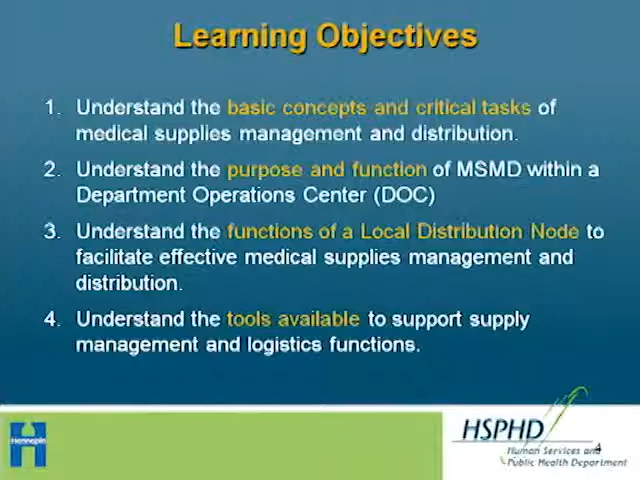 Learning Objectives
1. Understand the basic concepts and critical tasks of
medical supplies management and distribution.
2. Understand the purpose and function of MSMD within a
Department Operations Center (DOC)
3. Understand the functions of a Local Distribution Node to
facilitate effective medical supplies management and
distribution.
4. Understand the tools available to support supply
management and logistics functions.
Hennepin
HSPHD
4
Human Services and
Public Health Department